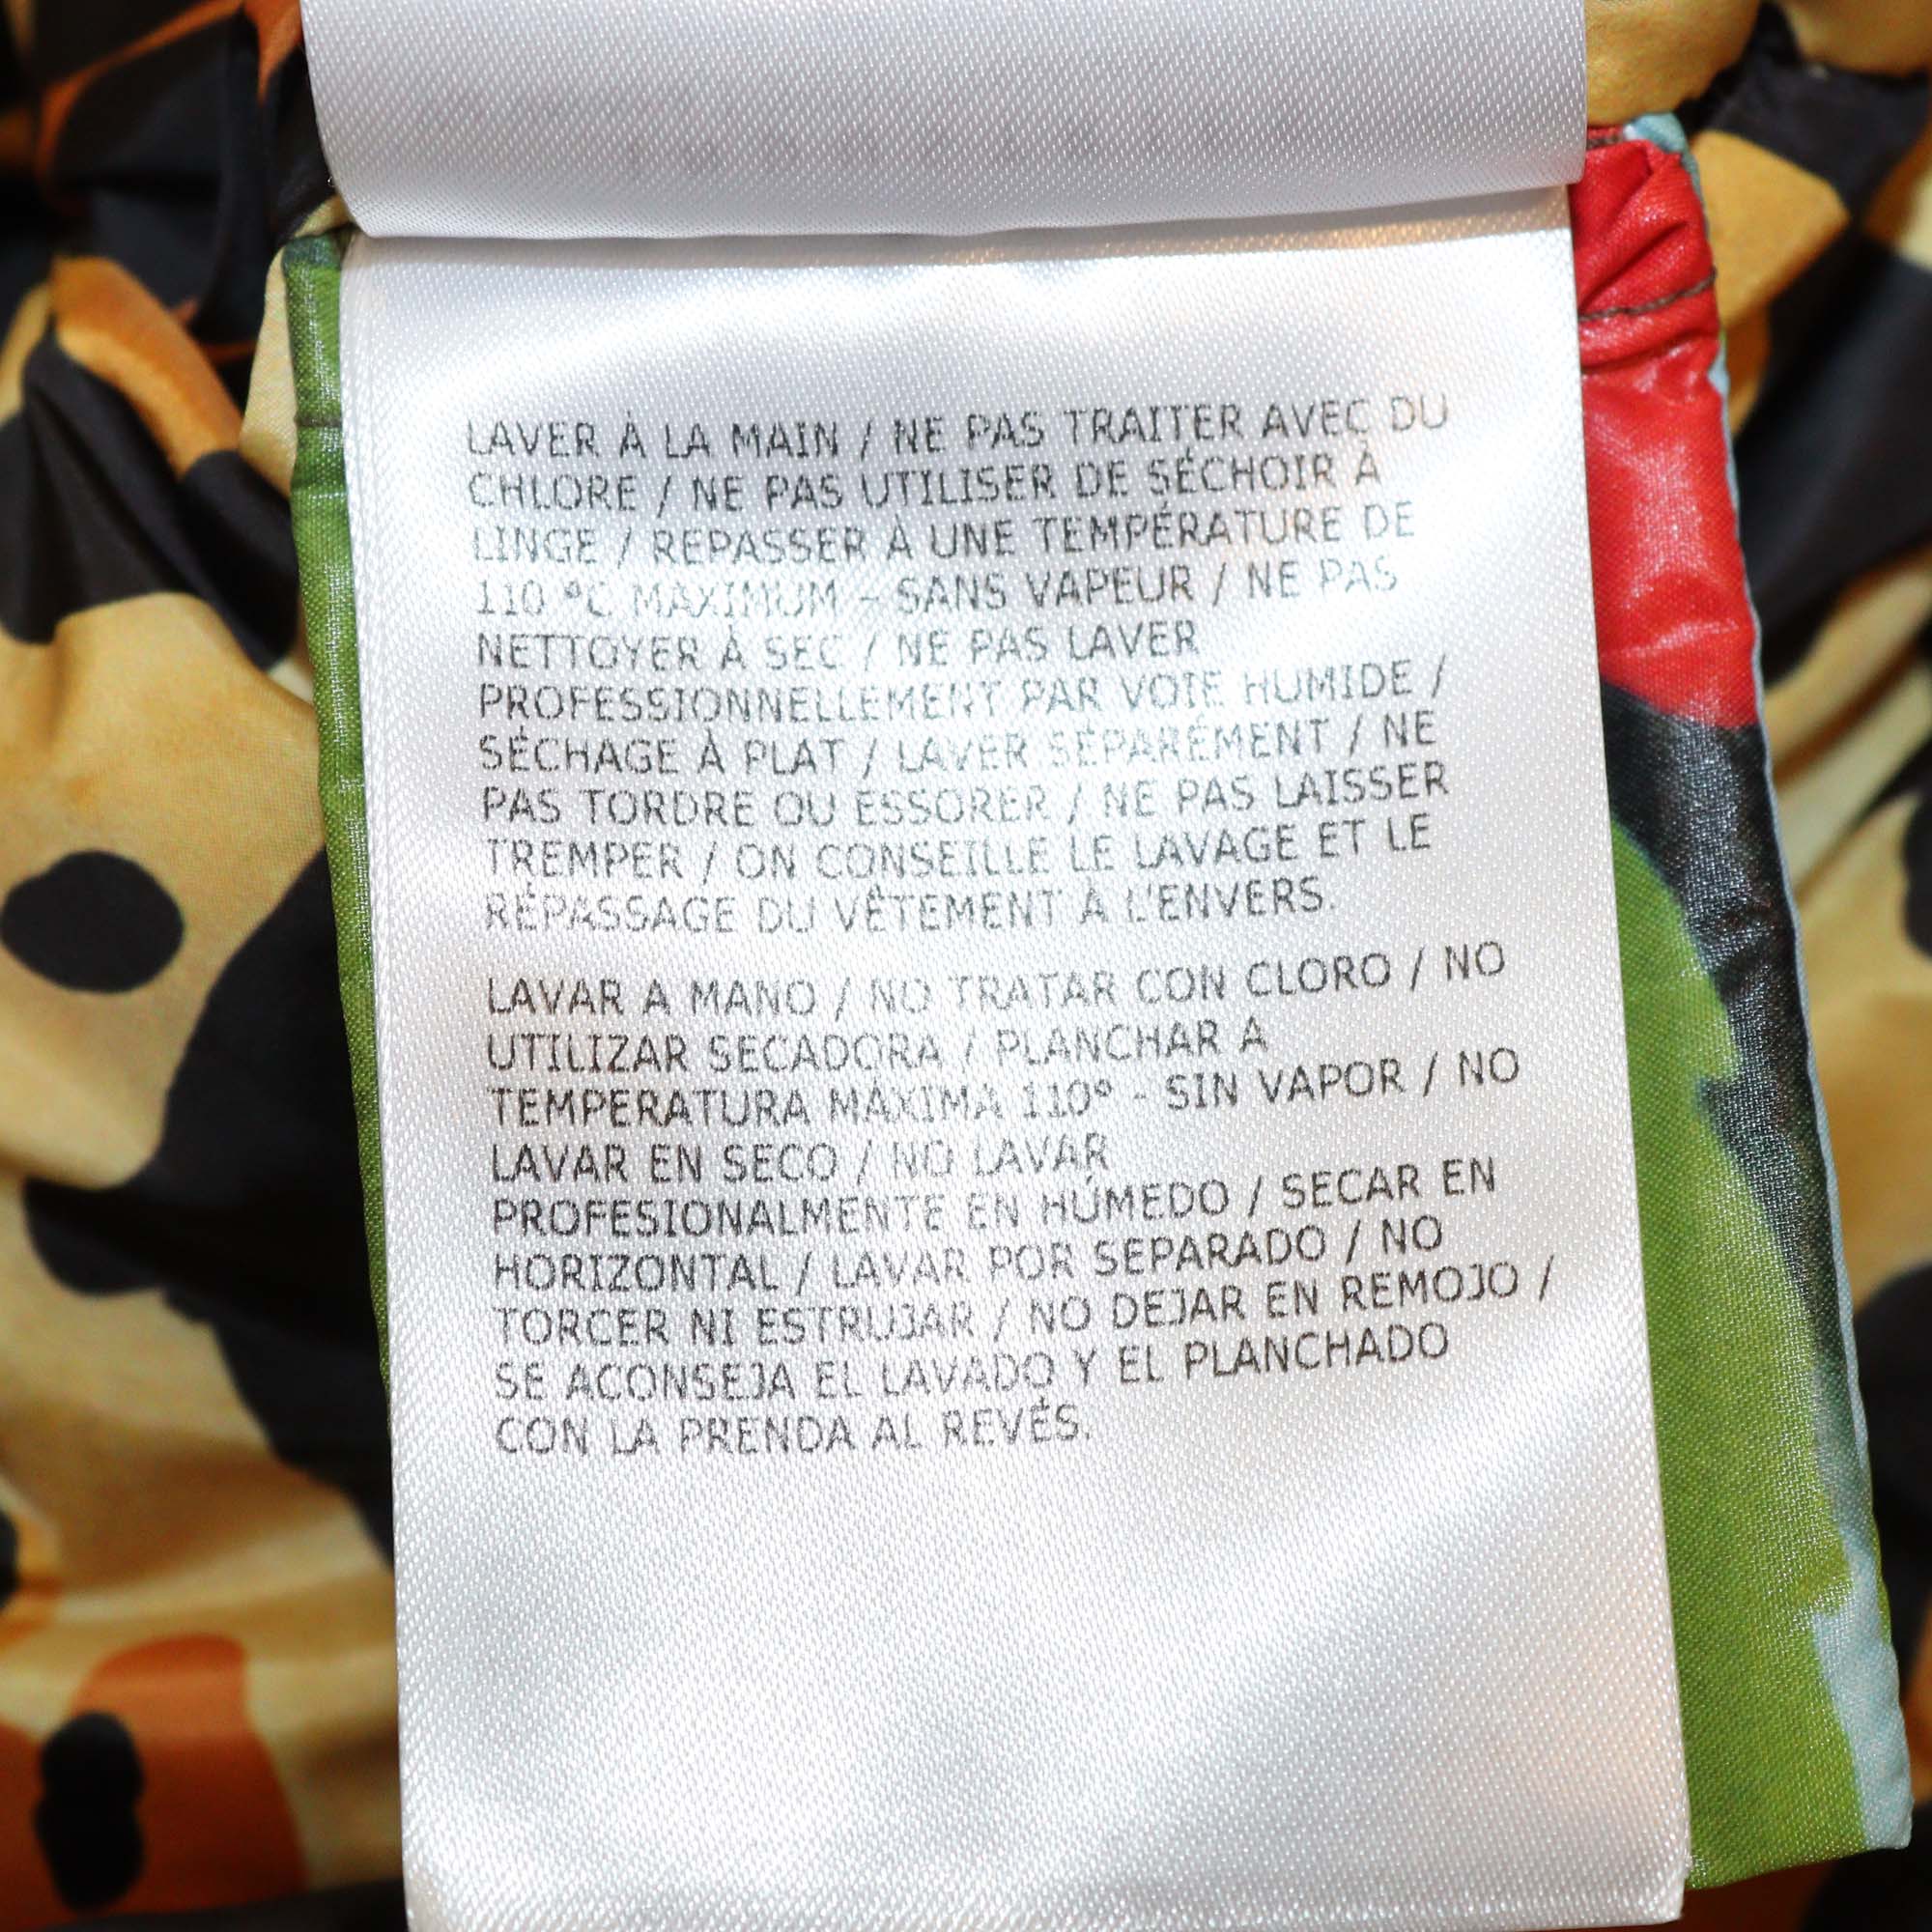 LAVER À LA MAIN / NE PAS TRAITER AVEC DU
CHLORE / NE PAS UTILISER DE SÉCHOIR À
LINGE / REPASSER À UNE TEMPÉRATURE DE
110 ºC MAXIMUM - SANS VAPEUR / NE PAS
NETTOYER À SEC / NE PAS LAVER
PROFESSIONNELLEMENT PAR VOIE HUMIDE /
SÉCHAGE À PLAT / LAVER SÉPARÉMENT / NE
PAS TORDRE OU ESSORER / NE PAS LAISSER
TREMPER / ON CONSEILLE LE LAVAGE ET LE
RÉPASSAGE DU VÊTEMENT À L'ENVERS.
LAVAR A MANO / NO TRATAR CON CLORO / NO
UTILIZAR SECADORA / PLANCHAR A
TEMPERATURA MÁXIMA 110º - SIN VAPOR / NO
LAVAR EN SECO / NO LAVAR
PROFESIONALMENTE EN HÚMEDO / SECAR EN
HORIZONTAL / LAVAR POR SEPARADO / NO
TORCER NI ESTRUJAR / NO DEJAR EN REMOJO /
SE ACONSEJA EL LAVADO Y EL PLANCHADO
CON LA PRENDA AL REVÉS.